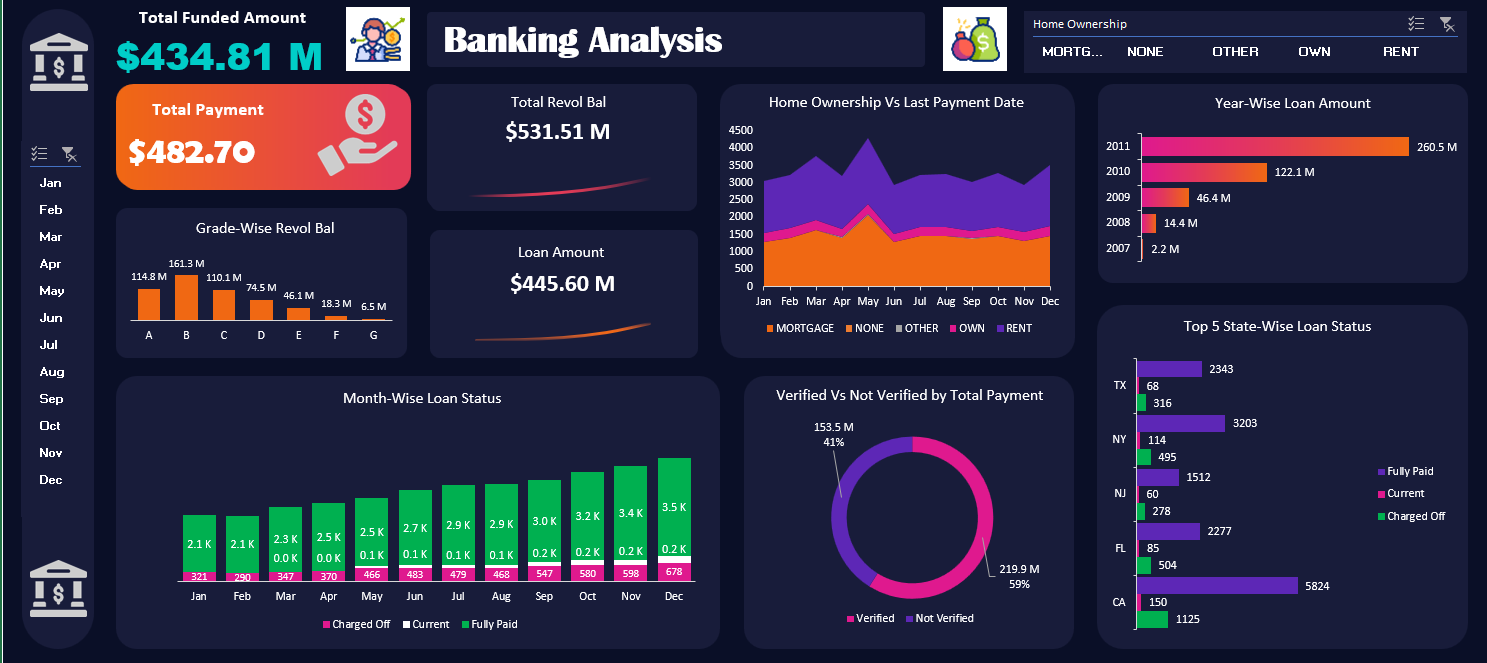 Total Funded Amount
$434.81 M
Banking Analysis
Home Ownership
MORTG... NONE OTHER OWN RENT
Jan
Feb
Mar
Apr
May
Jun
Jul
Aug
Sep
Oct
Nov
Dec
Total Payment
$482.70
Total Revol Bal
$531.51 M
Grade-Wise Revol Bal
114.8 M 161.3 M 110.1 M 74.5 M 46.1 M 18.3 M 6.5 M
A B C D E F G
Loan Amount
$445.60 M
Home Ownership Vs Last Payment Date
4500
4000
3500
3000
2500
2000
1500
1000
500
0
Jan Feb Mar Apr May Jun Jul Aug Sep Oct Nov Dec
MORTGAGE NONE OTHER OWN RENT
Year-Wise Loan Amount
2011 260.5 M
2010 122.1 M
2009 46.4 M
2008 14.4 M
2007 2.2 M
Month-Wise Loan Status
2.1 K 2.1 K 2.3 K 2.5 K 2.5 K 2.7 K 2.9 K 2.9 K 3.0 K 3.2 K 3.4 K 3.5 K
0.0 K 0.0 K 0.1 K 0.1 K 0.1 K 0.1 K 0.2 K 0.2 K 0.2 K 0.2 K
321 290 347 370 466 483 479 468 547 580 598 678
Jan Feb Mar Apr May Jun Jul Aug Sep Oct Nov Dec
Charged Off Current Fully Paid
Verified Vs Not Verified by Total Payment
153.5 M
41%
219.9 M
59%
Verified Not Verified
Top 5 State-Wise Loan Status
2343
TX 68
316
3203
NY 114
495
1512
NJ 60
278
2277
FL 85
504
5824
CA 150
1125
Fully Paid
Current
Charged Off